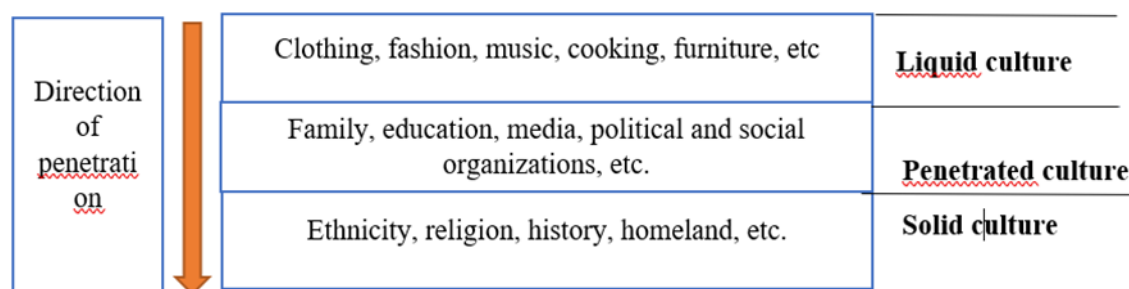 Direction
of
penetrati
on
Clothing, fashion, music, cooking, furniture, etc
Liquid culture
Family, education, media, political and social
organizations, etc.
Penetrated culture
Ethnicity, religion, history, homeland, etc.
Solid culture